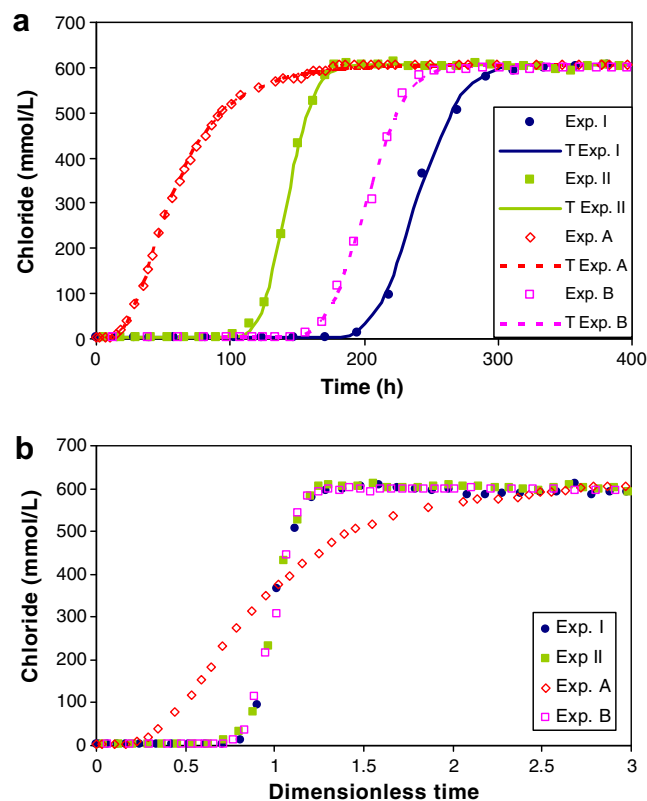 a
700
600
500
400
300
200
100
0
Chloride (mmol/L)
0 100 200 300 400
Time (h)
Exp. I
T Exp. I
Exp. II
T Exp. II
Exp. A
T Exp. A
Exp. B
T Exp. B
b
700
600
500
400
300
200
100
0
Chloride (mmol/L)
0 0.5 1 1.5 2 2.5 3
Dimensionless time
Exp. I
Exp II
Exp. A
Exp. B